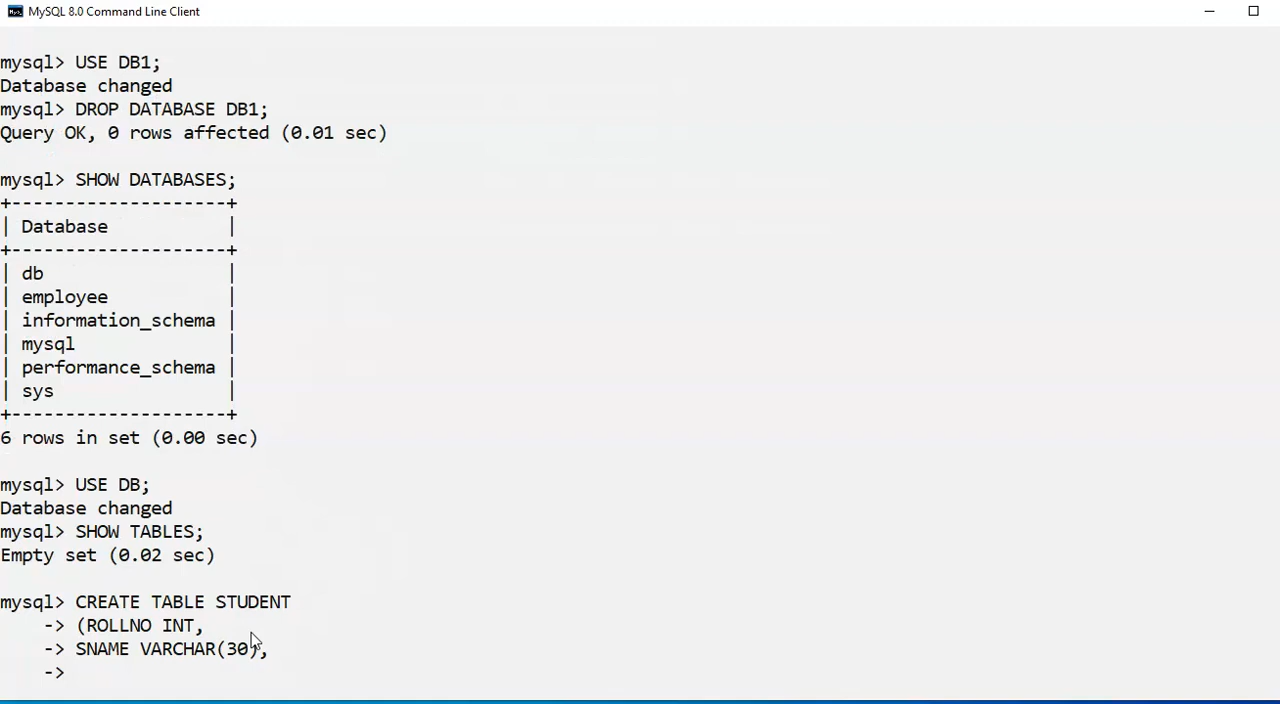 MySQL 8.0 Command Line Client
mysql> USE DB1;
Database changed
mysql> DROP DATABASE DB1;
Query OK, 0 rows affected (0.01 sec)
mysql> SHOW DATABASES;
+--------------------+
| Database           |
+--------------------+
| db                 |
| employee           |
| information_schema |
| mysql              |
| performance_schema |
| sys                |
+--------------------+
6 rows in set (0.00 sec)
mysql> USE DB;
Database changed
mysql> SHOW TABLES;
Empty set (0.02 sec)
mysql> CREATE TABLE STUDENT
    -> (ROLLNO INT,
    -> SNAME VARCHAR(30),
    ->